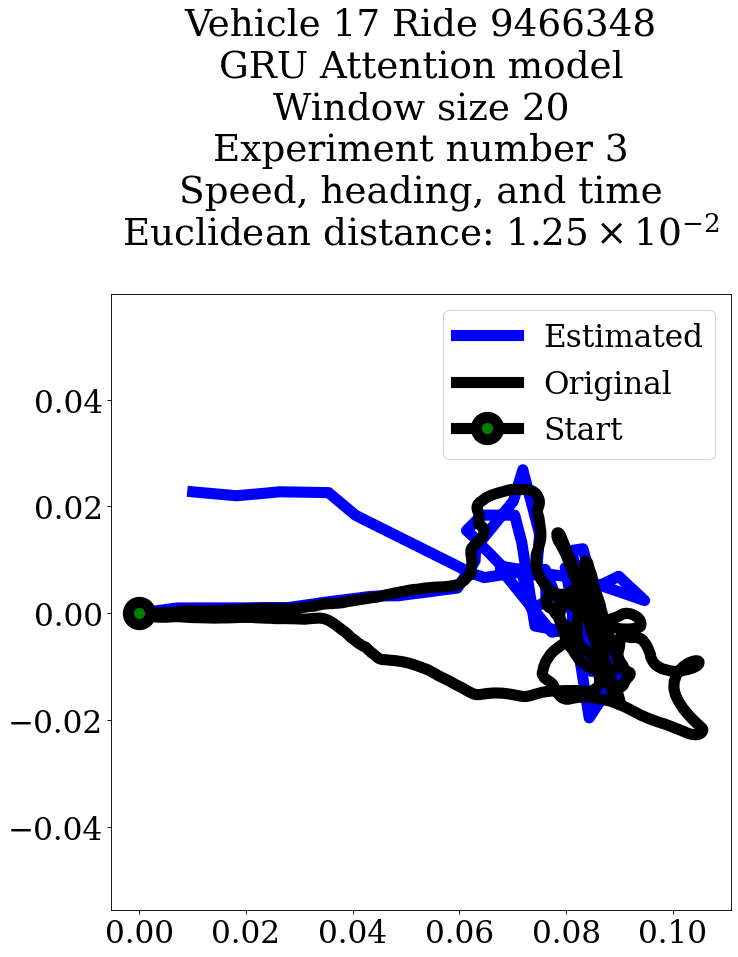 Vehicle 17 Ride 9466348
GRU Attention model
Window size 20
Experiment number 3
Speed, heading, and time
Euclidean distance: 1.25 × 10⁻²
Estimated
Original
Start
0.04
0.02
0.00
−0.02
−0.04
0.00 0.02 0.04 0.06 0.08 0.10